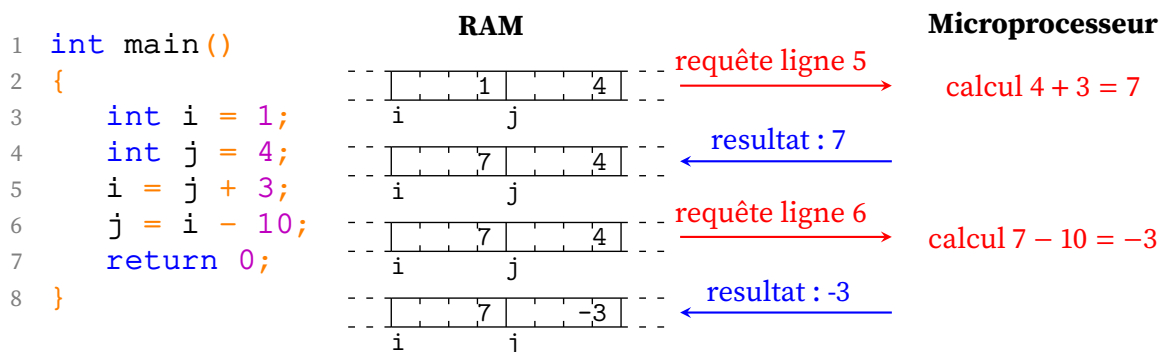 1 int main()
2 {
3 int i = 1;
4 int j = 4;
5 i = j + 3;
6 j = i - 10;
7 return 0;
8 }
RAM
1 4
i j
7 4
i j
7 4
i j
7 -3
i j
requête ligne 5
resultat : 7
requête ligne 6
resultat : -3
Microprocesseur
calcul 4 + 3 = 7
calcul 7 − 10 = −3